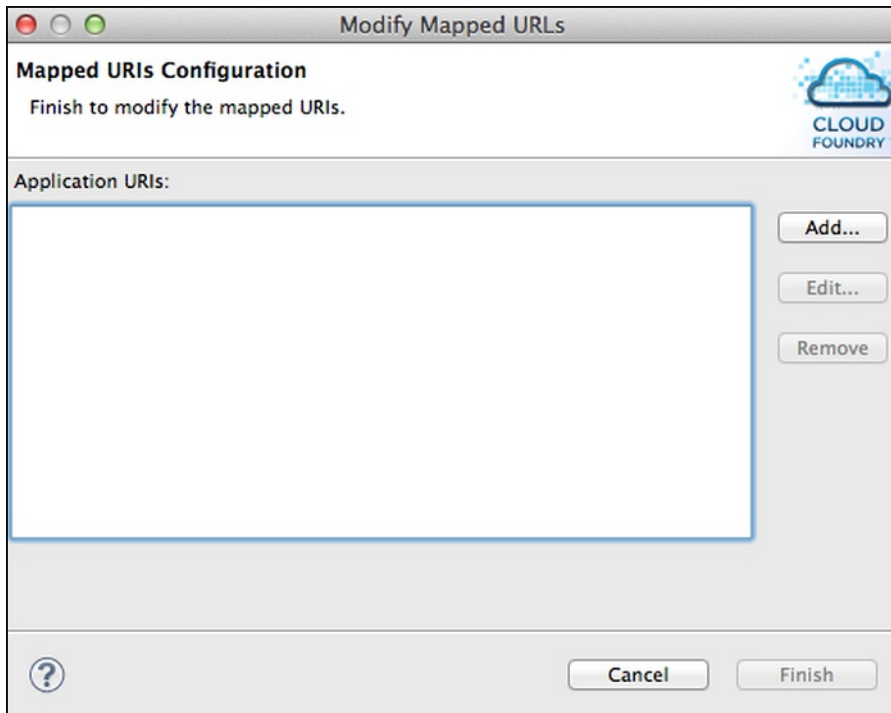 Modify Mapped URLs
Mapped URIs Configuration
Finish to modify the mapped URIs.
CLOUD
FOUNDRY
Application URIs:
Add...
Edit...
Remove
?
Cancel
Finish